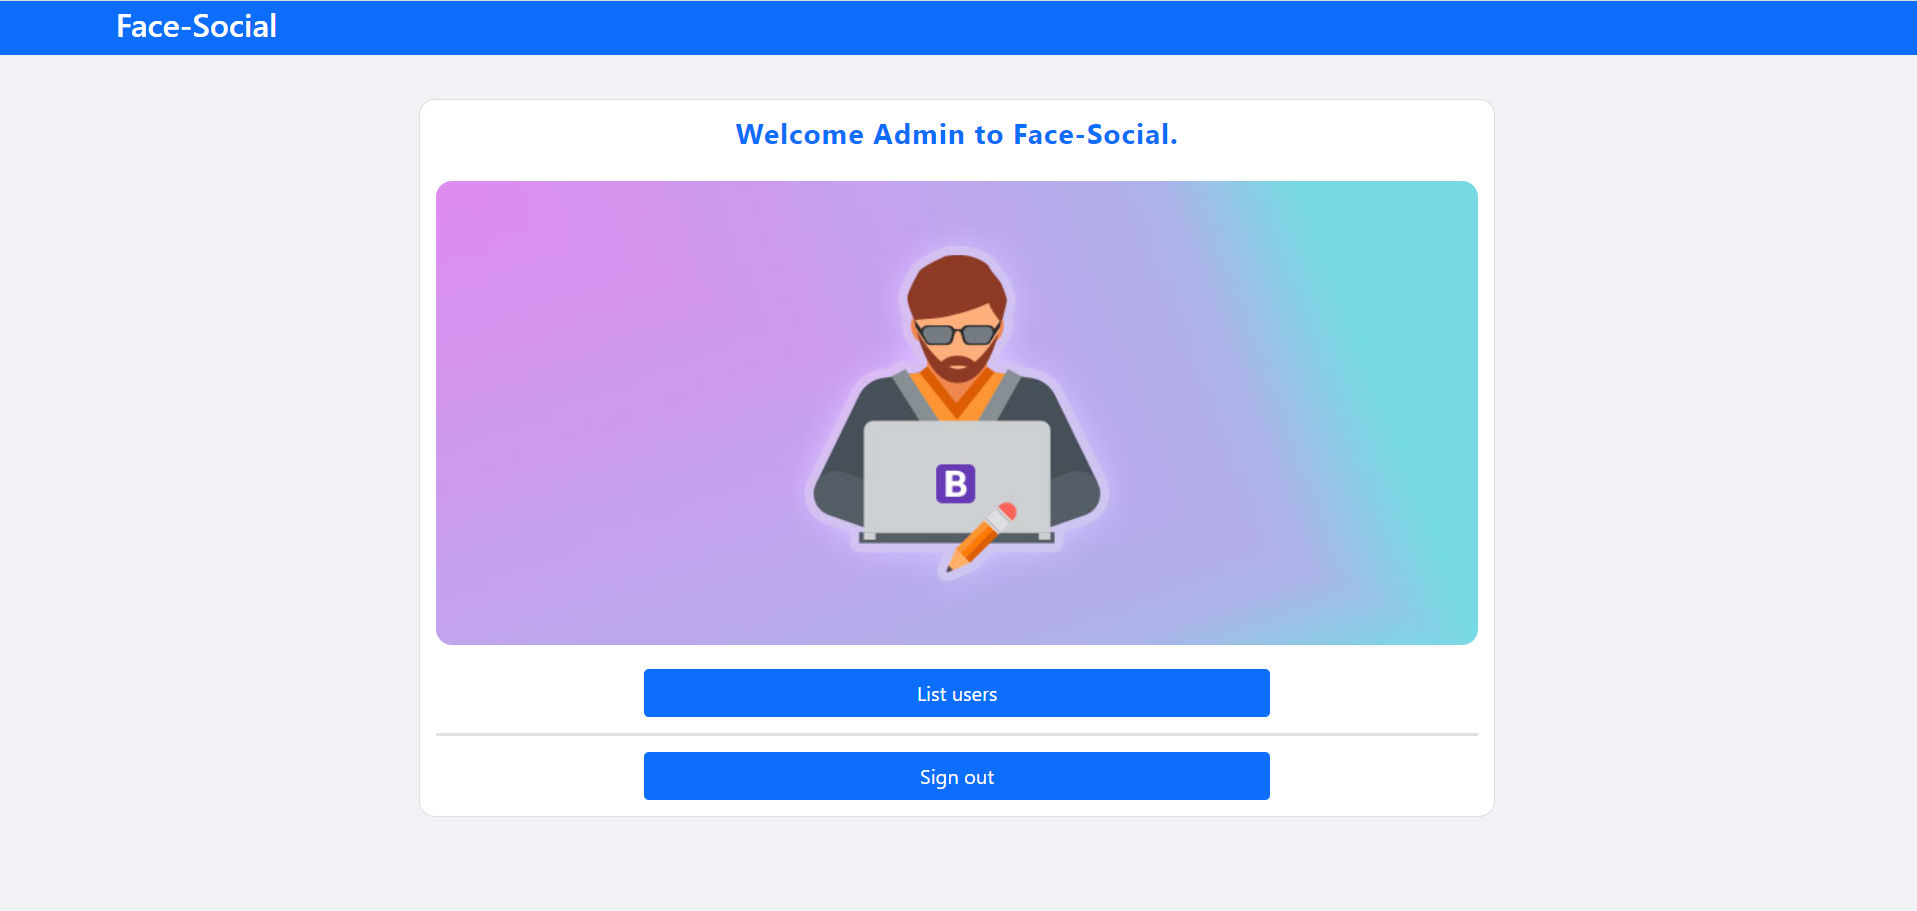 Face-Social
Welcome Admin to Face-Social.
B
List users
Sign out